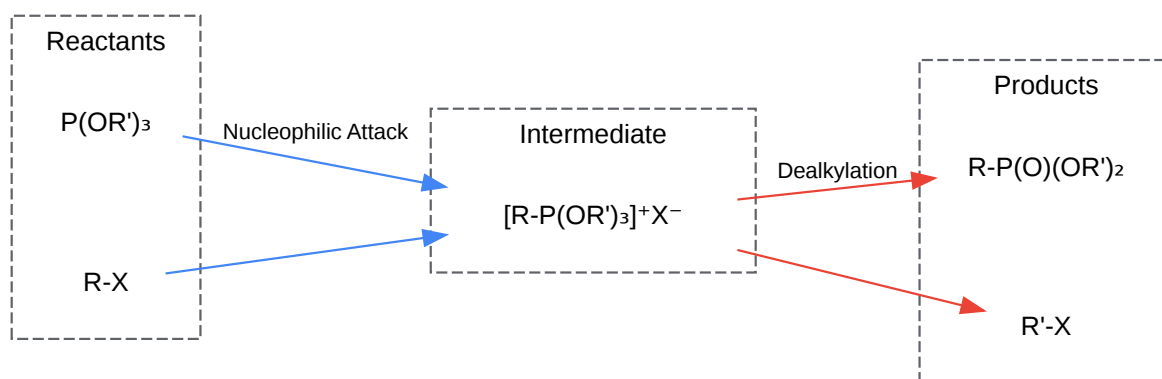 Reactants
P(OR')₃
R-X
Nucleophilic Attack
Intermediate
[R-P(OR')₃]⁺X⁻
Dealkylation
Products
R-P(O)(OR')₂
R'-X